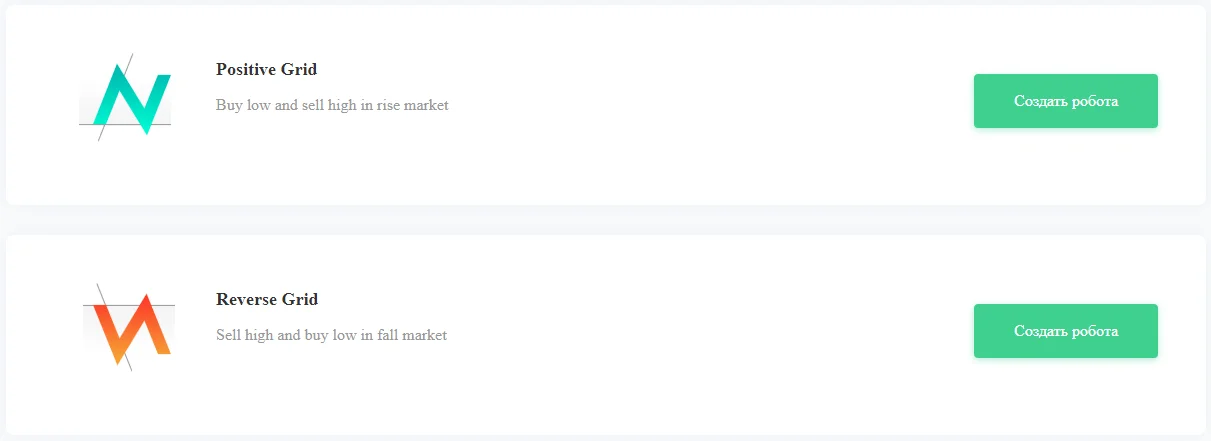 Positive Grid
Buy low and sell high in rise market
Создать робота
Reverse Grid
Sell high and buy low in fall market
Создать робота